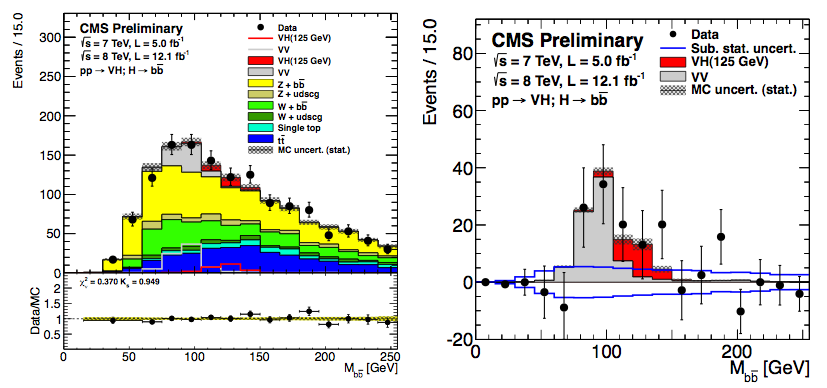 CMS Preliminary
√s = 7 TeV, L = 5.0 fb⁻¹
√s = 8 TeV, L = 12.1 fb⁻¹
pp → VH; H → bb̅
Data
VH(125 GeV)
VV
VH(125 GeV)
VV
Z + bb̅
Z + udscg
W + bb̅
W + udscg
Single top
tt̅
MC uncert. (stat.)
Events / 15.0
300
250
200
150
100
50
0
χ² = 0.370 Kₛ = 0.949
Data/MC
2
1.5
1
0.5
0 50 100 150 200 250
M_bb̅ [GeV]
CMS Preliminary
√s = 7 TeV, L = 5.0 fb⁻¹
√s = 8 TeV, L = 12.1 fb⁻¹
pp → VH; H → bb̅
Data
Sub. stat. uncert.
VH(125 GeV)
VV
MC uncert. (stat.)
Events / 15.0
80
60
40
20
0
-20
0 100 200
M_bb̅ [GeV]